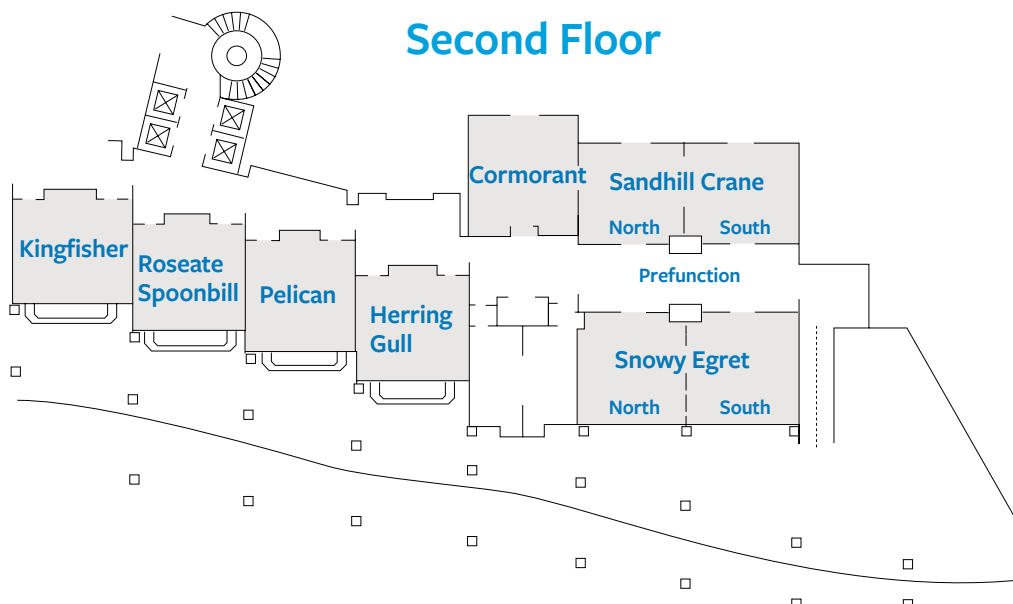 Second Floor
Cormorant
Sandhill Crane
North
South
Kingfisher
Roseate
Spoonbill
Pelican
Herring
Gull
Prefunction
Snowy Egret
North
South